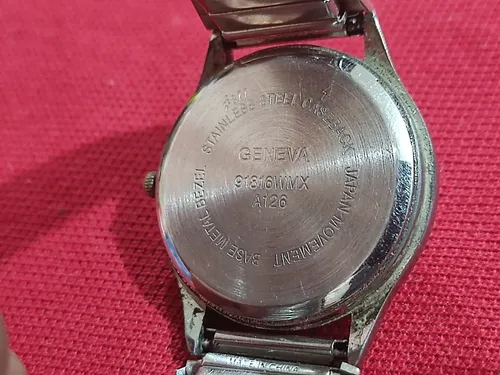 STAINLESS STEEL CASE BACK
JAPAN MOVEMENT
BASE METAL BEZEL
GENEVA
91816WMX
A126
MADE IN CHINA